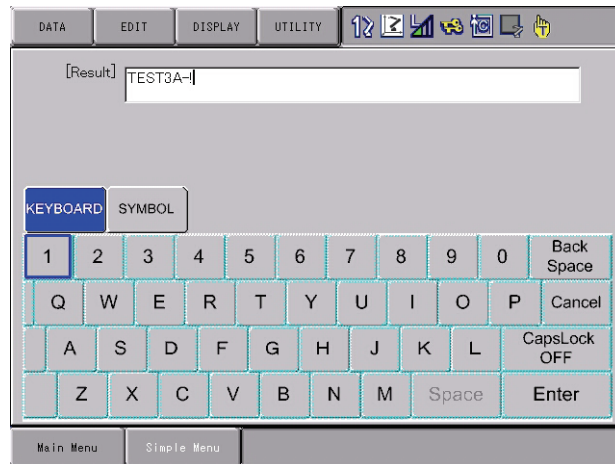 DATA EDIT DISPLAY UTILITY
[Result] TEST3A-!
KEYBOARD SYMBOL
1 2 3 4 5 6 7 8 9 0 Back Space
Q W E R T Y U I O P Cancel
A S D F G H J K L CapsLock OFF
Z X C V B N M Space Enter
Main Menu Simple Menu